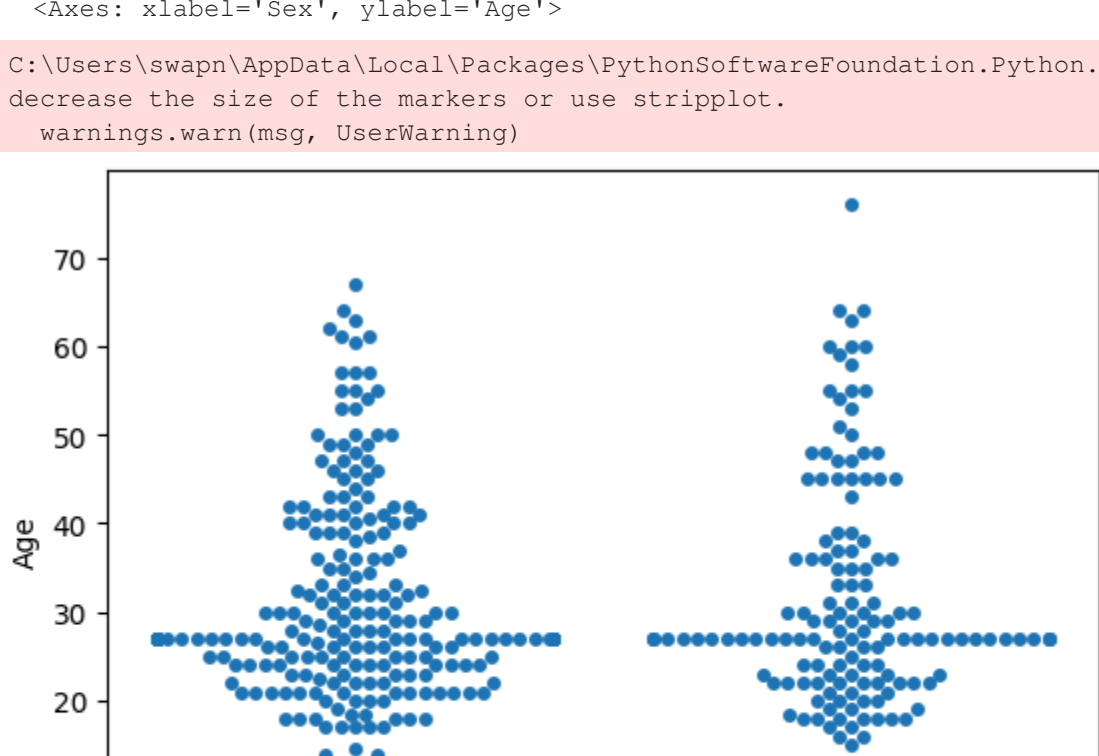 <Axes: xlabel='Sex', ylabel='Age'>
C:\Users\swapn\AppData\Local\Packages\PythonSoftwareFoundation.Python.
decrease the size of the markers or use stripplot.
warnings.warn(msg, UserWarning)
70
60
50
40
30
20
Age